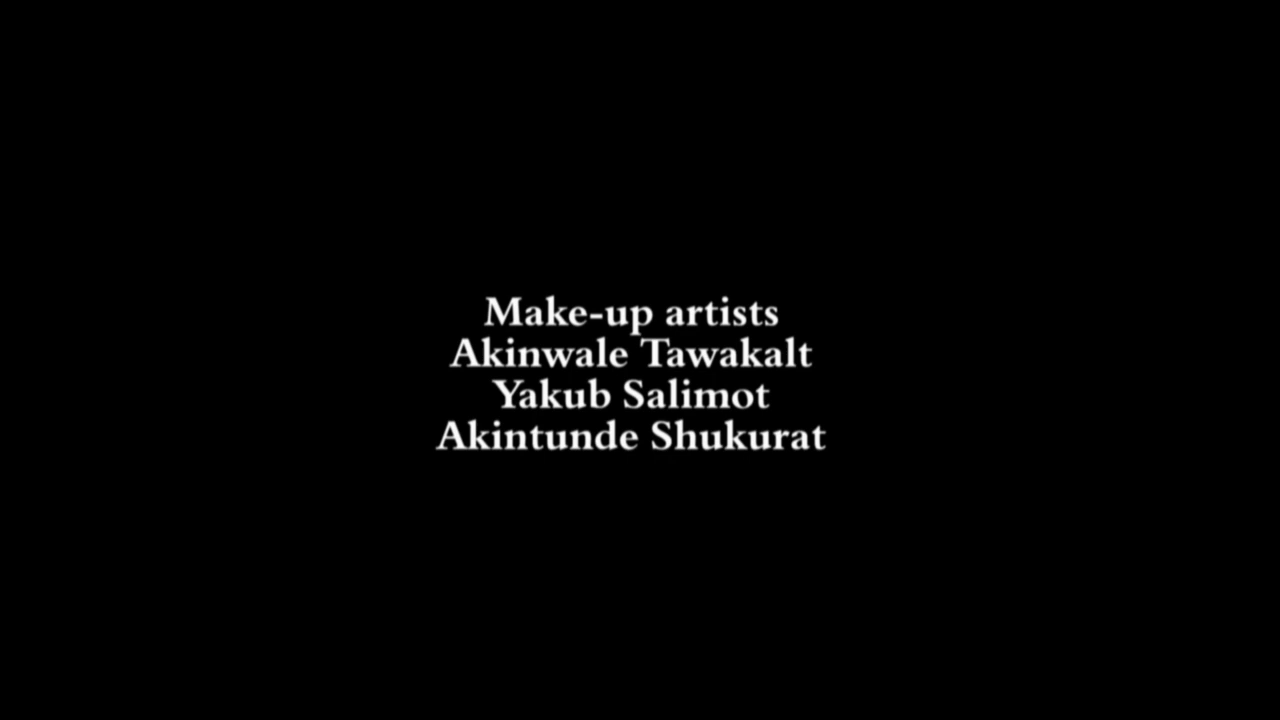 Make-up artists
Akinwale Tawakalt
Yakub Salimot
Akintunde Shukurat